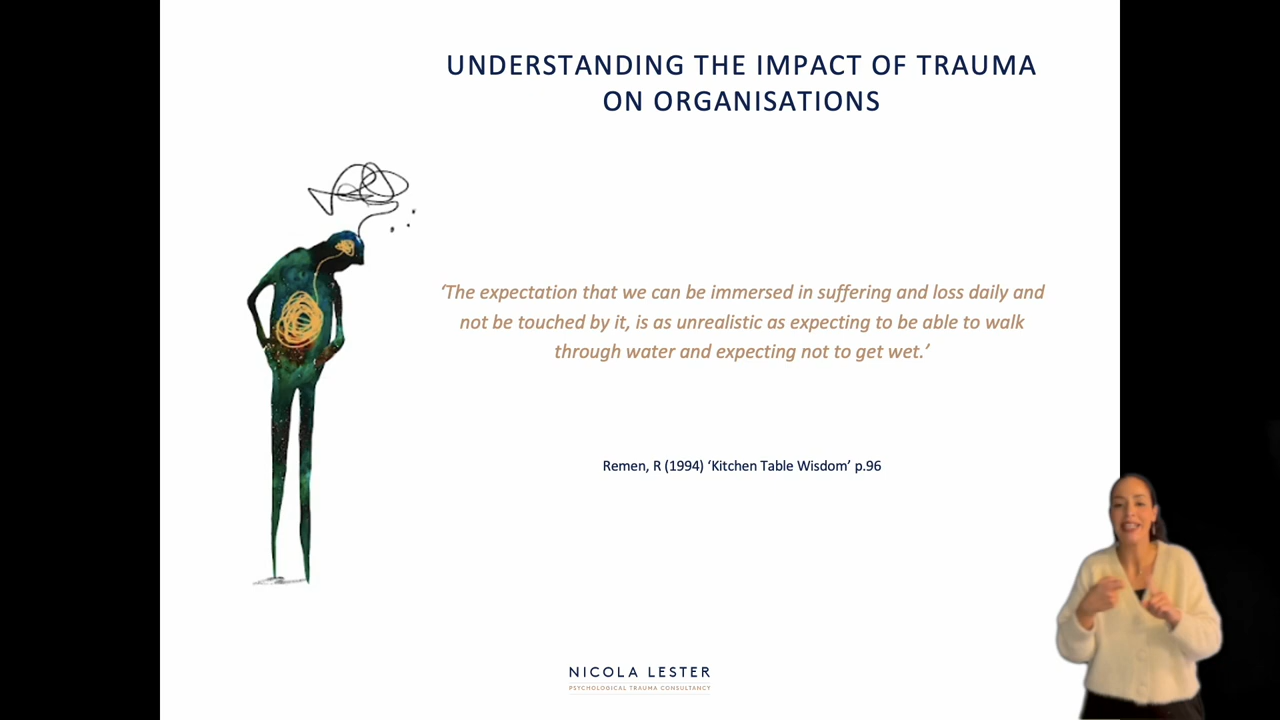 UNDERSTANDING THE IMPACT OF TRAUMA
ON ORGANISATIONS
‘The expectation that we can be immersed in suffering and loss daily and
not be touched by it, is as unrealistic as expecting to be able to walk
through water and expecting not to get wet.’
Remen, R (1994) ‘Kitchen Table Wisdom’ p.96
NICOLA LESTER
PSYCHOLOGICAL TRAUMA CONSULTANCY